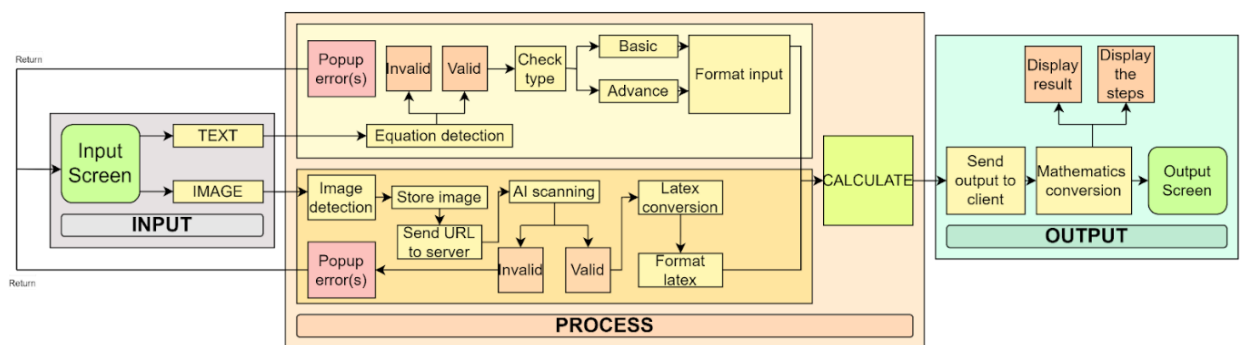 Return
Popup
error(s)
Invalid
Valid
Check
type
Basic
Advance
Format input
Equation detection
Input
Screen
TEXT
IMAGE
INPUT
Image
detection
Store image
Send URL
to server
AI scanning
Invalid
Valid
Latex
conversion
Format
latex
Popup
error(s)
Return
PROCESS
CALCULATE
Display
result
Display
the
steps
Send
output to
client
Mathematics
conversion
Output
Screen
OUTPUT